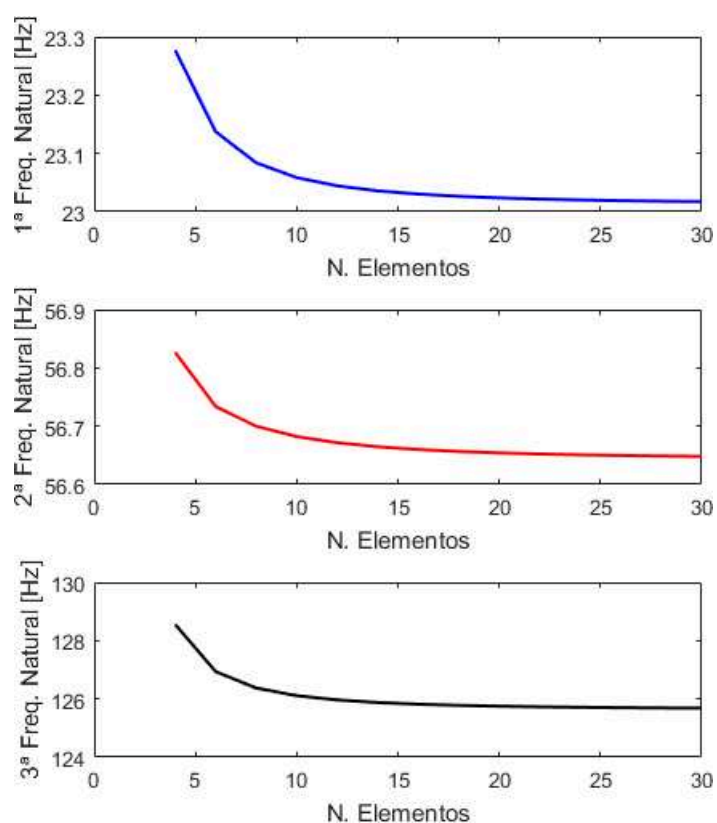 1ª Freq. Natural [Hz]
23.3
23.2
23.1
23
0 5 10 15 20 25 30
N. Elementos
2ª Freq. Natural [Hz]
56.9
56.8
56.7
56.6
0 5 10 15 20 25 30
N. Elementos
3ª Freq. Natural [Hz]
130
128
126
124
0 5 10 15 20 25 30
N. Elementos